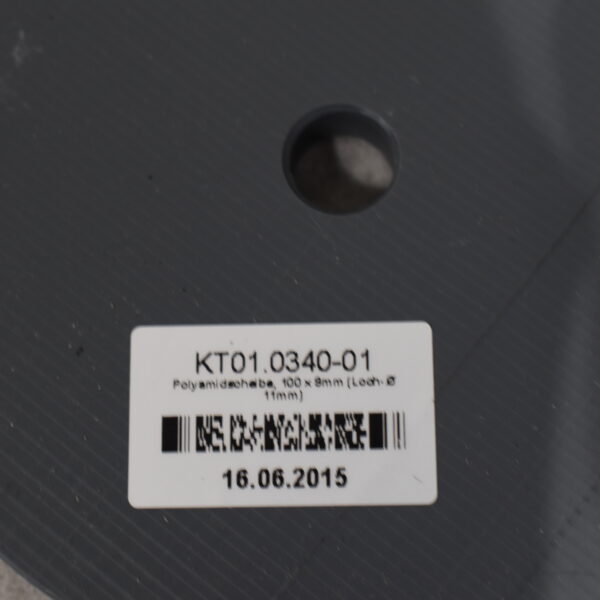 KT01.0340-01
Polyamidscheibe, 100 x 8mm (Loch-Ø
11mm)
16.06.2015